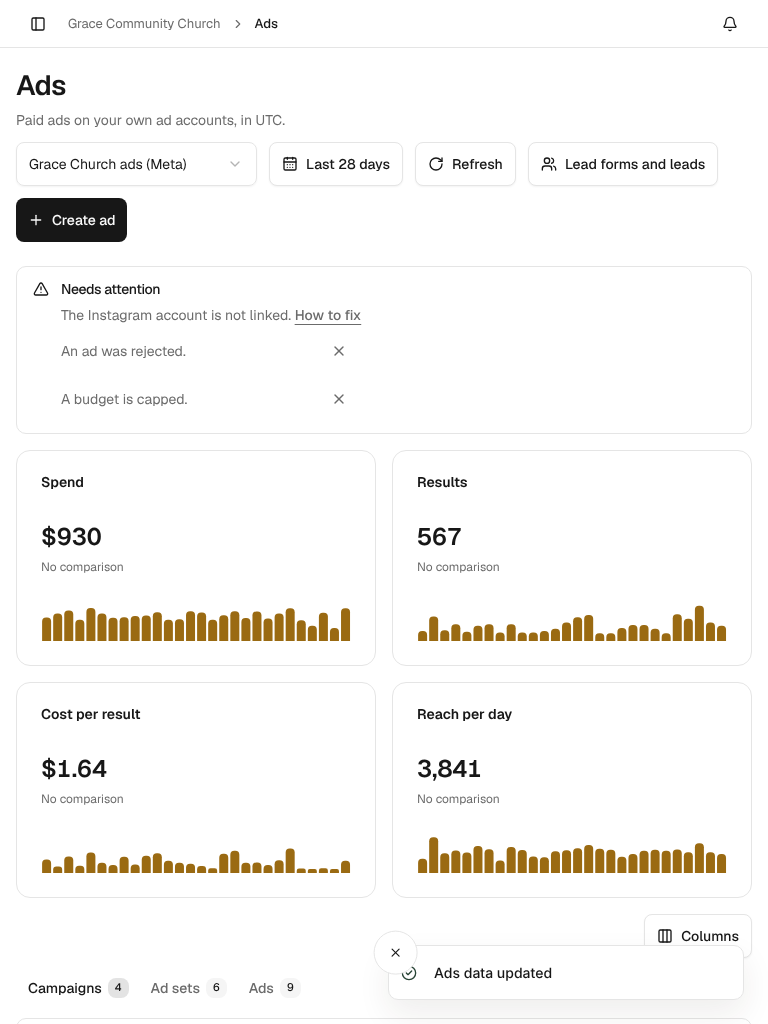 Grace Community Church > Ads
Ads
Paid ads on your own ad accounts, in UTC.
Grace Church ads (Meta) Last 28 days Refresh Lead forms and leads
Create ad
Needs attention
The Instagram account is not linked. How to fix
An ad was rejected.
A budget is capped.
Spend
$930
No comparison
Results
567
No comparison
Cost per result
$1.64
No comparison
Reach per day
3,841
No comparison
Columns
Ads data updated
Campaigns 4 Ad sets 6 Ads 9